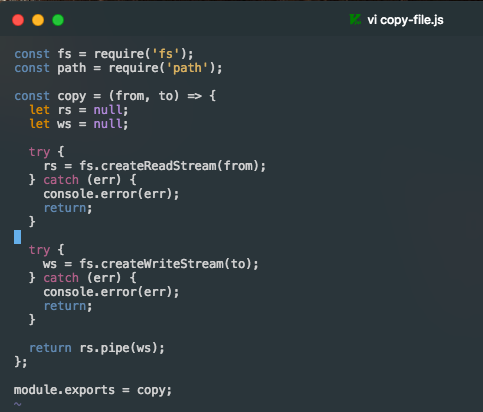 vi copy-file.js
const fs = require('fs');
const path = require('path');

const copy = (from, to) => {
  let rs = null;
  let ws = null;

  try {
    rs = fs.createReadStream(from);
  } catch (err) {
    console.error(err);
    return;
  }

  try {
    ws = fs.createWriteStream(to);
  } catch (err) {
    console.error(err);
    return;
  }

  return rs.pipe(ws);
};

module.exports = copy;
~